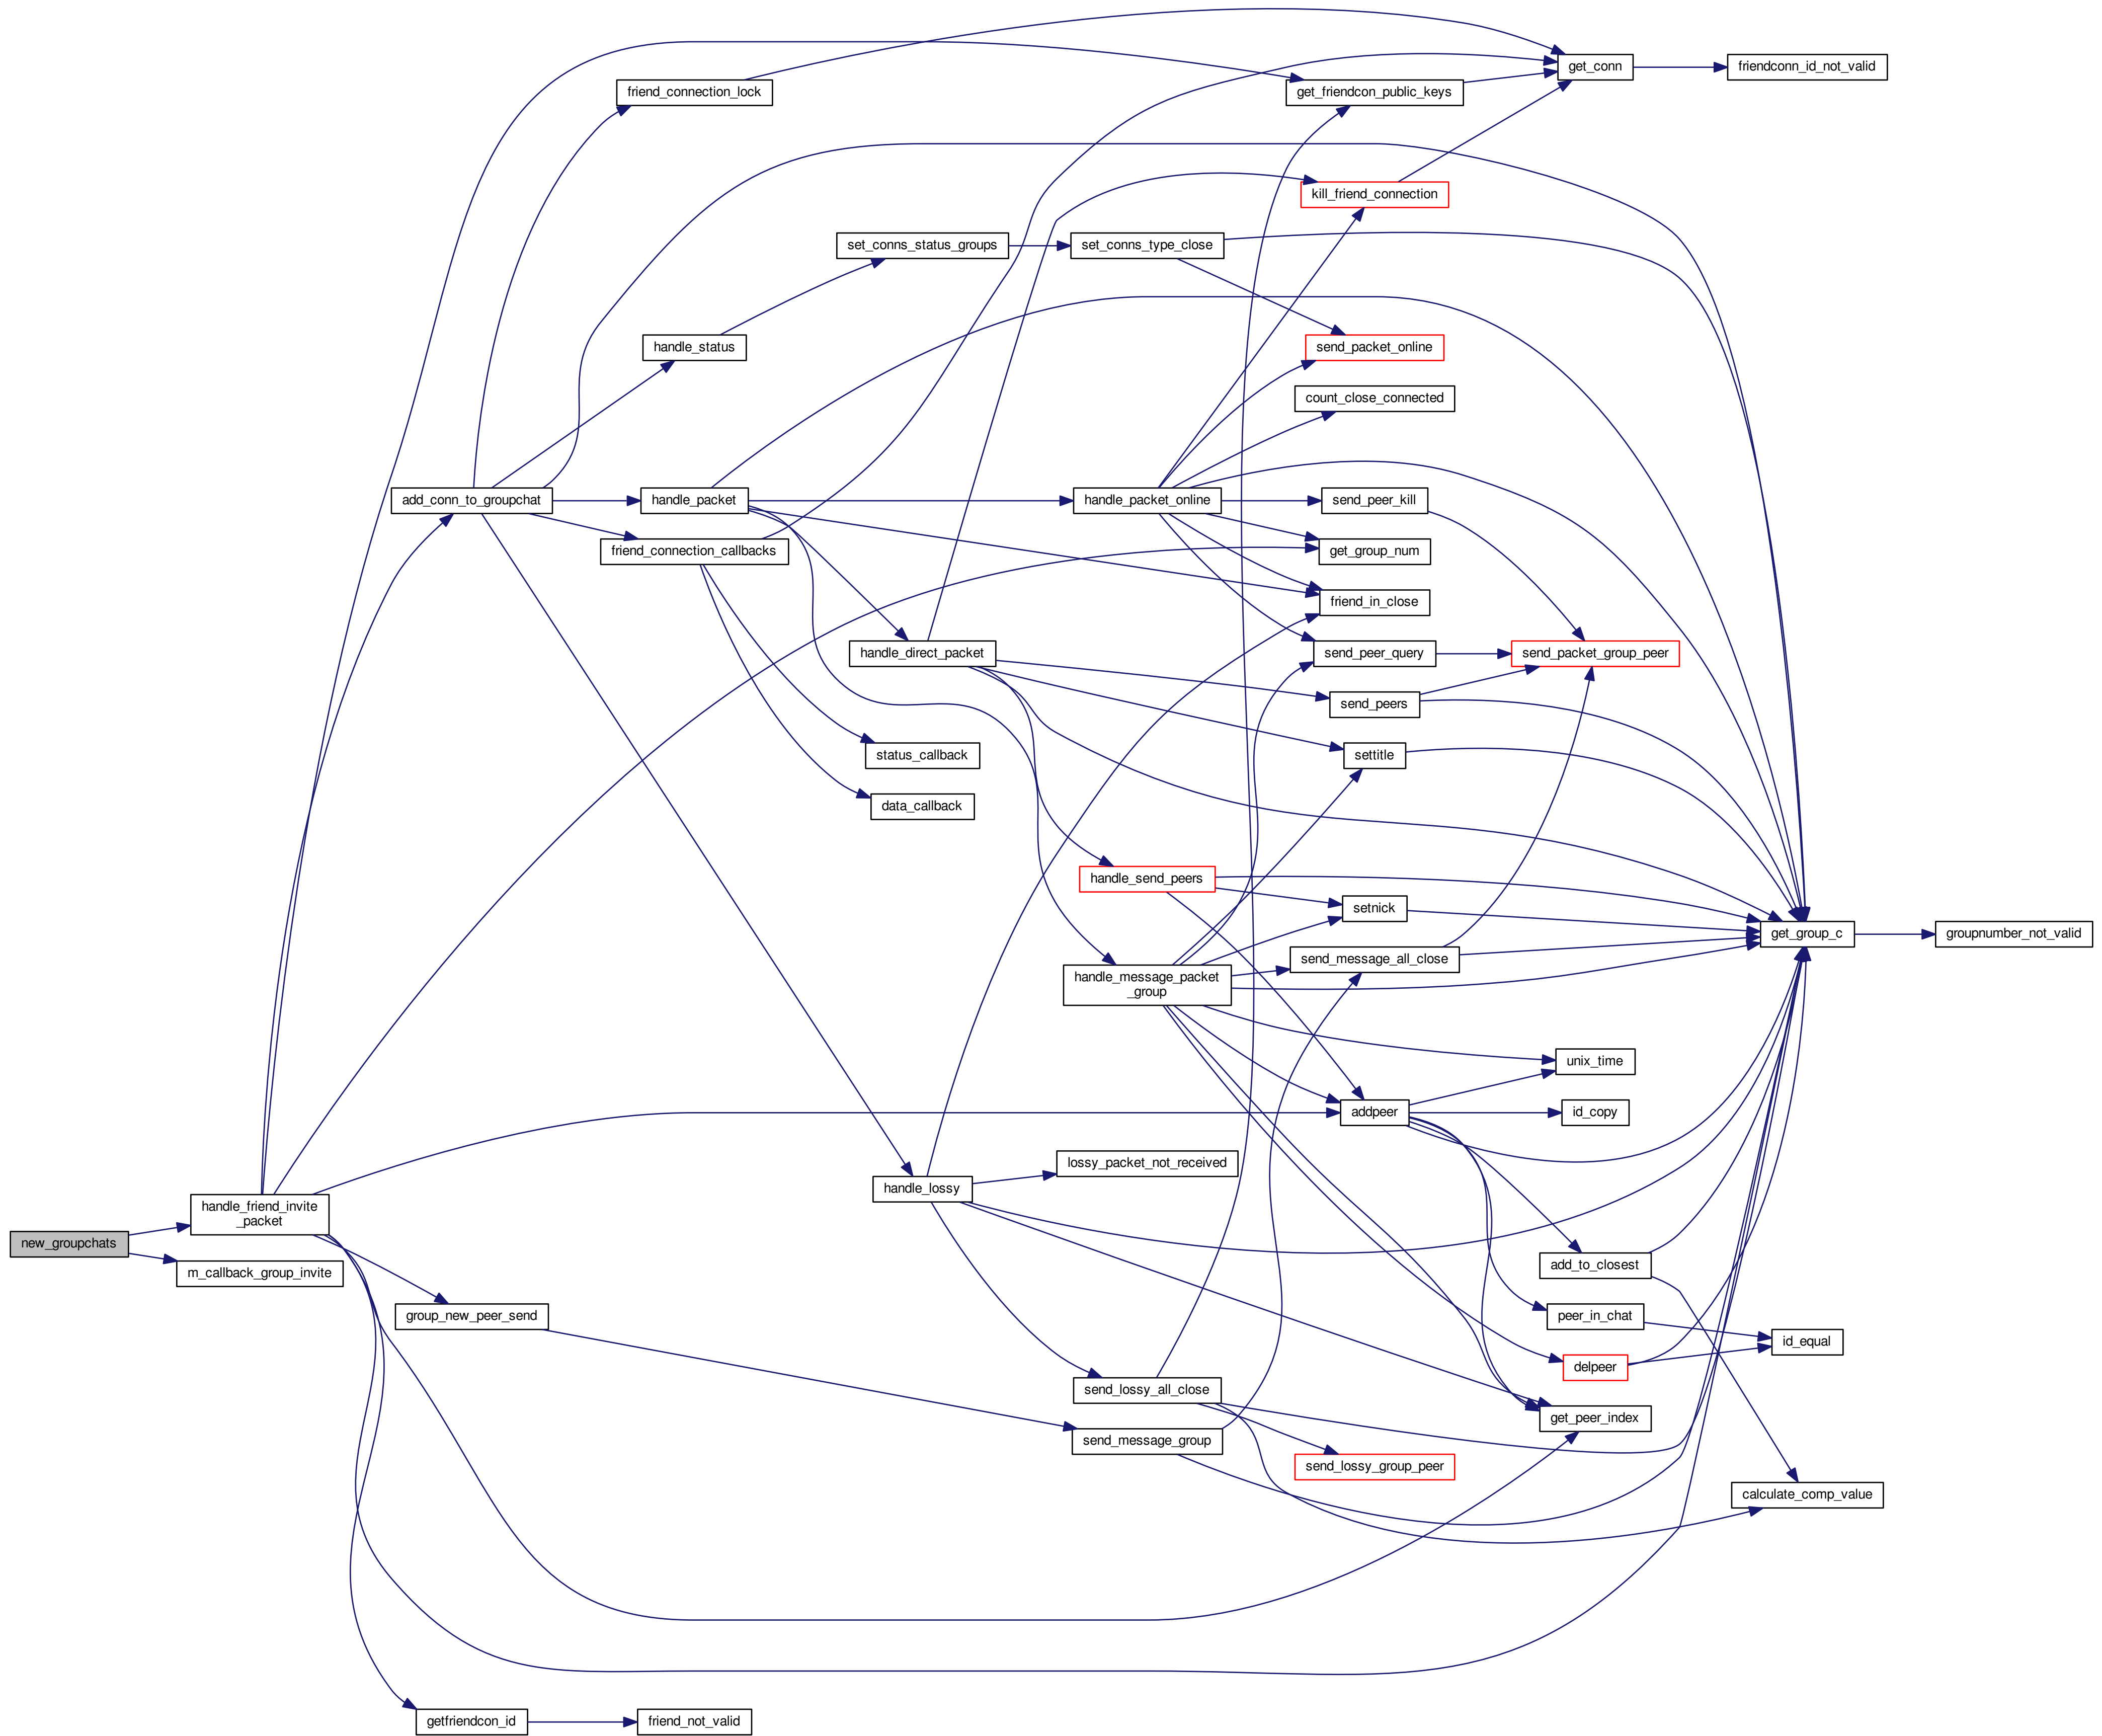 get_conn
friendconn_id_not_valid
friend_connection_lock
get_friendcon_public_keys
kill_friend_connection
set_conns_status_groups
set_conns_type_close
handle_status
send_packet_online
count_close_connected
add_conn_to_groupchat
handle_packet
handle_packet_online
send_peer_kill
friend_connection_callbacks
get_group_num
friend_in_close
handle_direct_packet
send_peer_query
send_packet_group_peer
send_peers
status_callback
settitle
data_callback
handle_send_peers
setnick
get_group_c
groupnumber_not_valid
send_message_all_close
handle_message_packet
_group
unix_time
addpeer
id_copy
lossy_packet_not_received
handle_lossy
handle_friend_invite
_packet
new_groupchats
m_callback_group_invite
add_to_closest
group_new_peer_send
peer_in_chat
id_equal
delpeer
send_lossy_all_close
get_peer_index
send_message_group
send_lossy_group_peer
calculate_comp_value
getfriendcon_id
friend_not_valid